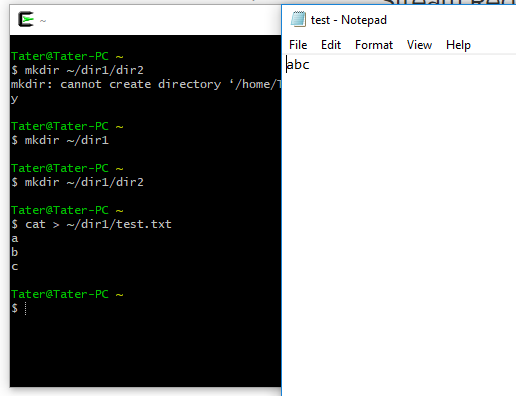 Stream Red
~
Tater@Tater-PC ~
$ mkdir ~/dir1/dir2
mkdir: cannot create directory ‘/home/T
y
Tater@Tater-PC ~
$ mkdir ~/dir1
Tater@Tater-PC ~
$ mkdir ~/dir1/dir2
Tater@Tater-PC ~
$ cat > ~/dir1/test.txt
a
b
c
Tater@Tater-PC ~
$
test - Notepad
File Edit Format View Help
abc